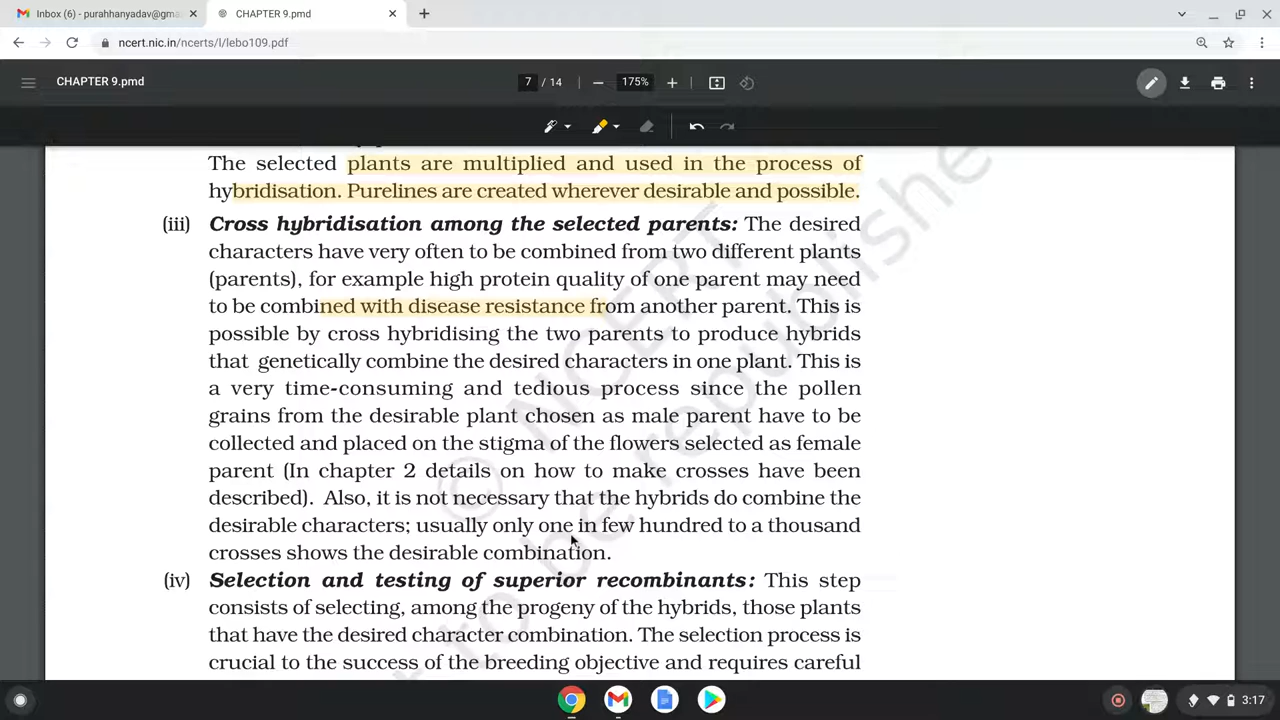 Inbox (6) - purahhanyadav@gma
CHAPTER 9.pmd
ncert.nic.in/ncerts/l/lebo109.pdf
CHAPTER 9.pmd
7 / 14
175%
The selected plants are multiplied and used in the process of
hybridisation. Purelines are created wherever desirable and possible.
(iii) Cross hybridisation among the selected parents: The desired
characters have very often to be combined from two different plants
(parents), for example high protein quality of one parent may need
to be combined with disease resistance from another parent. This is
possible by cross hybridising the two parents to produce hybrids
that genetically combine the desired characters in one plant. This is
a very time-consuming and tedious process since the pollen
grains from the desirable plant chosen as male parent have to be
collected and placed on the stigma of the flowers selected as female
parent (In chapter 2 details on how to make crosses have been
described). Also, it is not necessary that the hybrids do combine the
desirable characters; usually only one in few hundred to a thousand
crosses shows the desirable combination.
(iv) Selection and testing of superior recombinants: This step
consists of selecting, among the progeny of the hybrids, those plants
that have the desired character combination. The selection process is
crucial to the success of the breeding objective and requires careful
© NCERT
be republishe
3:17